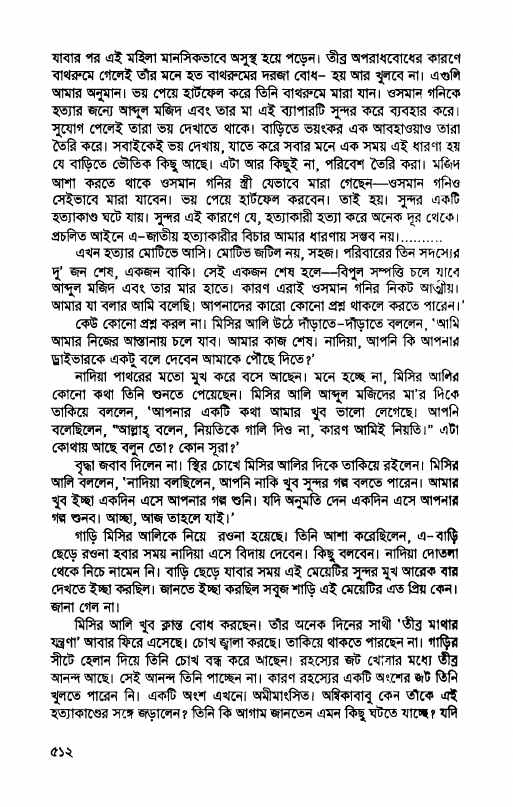 যাবার পর এই মহিলা মানসিকভাবে অসুস্থ হয়ে পড়েন। তীব্র অপরাধবোধের কারণে
বাথরুমে গেলেই তাঁর মনে হত বাথরুমের দরজা বোধ- হয় আর খুলবে না। এগুলি
আমার অনুমান। ভয় পেয়ে হার্টফেল করে তিনি বাথরুমে মারা যান। ওসমান গনিকে
হত্যার জন্যে আব্দুল মজিদ এবং তার মা এই ব্যাপারটি সুন্দর করে ব্যবহার করে।
সুযোগ পেলেই তারা ভয় দেখাতে থাকে। বাড়িতে ভয়ংকর এক আবহাওয়াও তারা
তৈরি করে। সবাইকেই ভয় দেখায়, যাতে করে সবার মনে এক সময় এই ধারণা হয়
যে বাড়িতে ভৌতিক কিছু আছে। এটা আর কিছুই না, পরিবেশ তৈরি করা। মজিদ
আশা করতে থাকে ওসমান গনির স্ত্রী যেভাবে মারা গেছেন—ওসমান গনিও
সেইভাবে মারা যাবেন। ভয় পেয়ে হার্টফেল করবেন। তাই হয়। সুন্দর একটি
হত্যাকাণ্ড ঘটে যায়। সুন্দর এই কারণে যে, হত্যাকারী হত্যা করে অনেক দূর থেকে।
প্রচলিত আইনে এ-জাতীয় হত্যাকারীর বিচার আমার ধারণায় সম্ভব নয়।..........
এখন হত্যার মোটিভে আসি। মোটিভ জটিল নয়, সহজ। পরিবারের তিন সদস্যের
দু' জন শেষ, একজন বাকি। সেই একজন শেষ হলে—বিপুল সম্পত্তি চলে যাবে
আব্দুল মজিদ এবং তার মার হাতে। কারণ এরাই ওসমান গনির নিকট আত্মীয়।
আমার যা বলার আমি বলেছি। আপনাদের কারো কোনো প্রশ্ন থাকলে করতে পারেন।'
কেউ কোনো প্রশ্ন করল না। মিসির আলি উঠে দাঁড়াতে-দাঁড়াতে বললেন, 'আমি
আমার নিজের আস্তানায় চলে যাব। আমার কাজ শেষ। নাদিয়া, আপনি কি আপনার
ড্রাইভারকে একটু বলে দেবেন আমাকে পৌছে দিতে?'
নাদিয়া পাথরের মতো মুখ করে বসে আছেন। মনে হচ্ছে না, মিসির আলির
কোনো কথা তিনি শুনতে পেয়েছেন। মিসির আলি আব্দুল মজিদের মা'র দিকে
তাকিয়ে বললেন, 'আপনার একটি কথা আমার খুব ভালো লেগেছে। আপনি
বলেছিলেন, "আল্লাহ্ বলেন, নিয়তিকে গালি দিও না, কারণ আমিই নিয়তি।" এটা
কোথায় আছে বলুন তো? কোন সূরা?'
বৃদ্ধা জবাব দিলেন না। স্থির চোখে মিসির আলির দিকে তাকিয়ে রইলেন। মিসির
আলি বললেন, 'নাদিয়া বলছিলেন, আপনি নাকি খুব সুন্দর গল্প বলতে পারেন। আমার
খুব ইচ্ছা একদিন এসে আপনার গল্প শুনি। যদি অনুমতি দেন একদিন এসে আপনার
গল্প শুনব। আচ্ছা, আজ তাহলে যাই।'
গাড়ি মিসির আলিকে নিয়ে রওনা হয়েছে। তিনি আশা করেছিলেন, এ-বাড়ি
ছেড়ে রওনা হবার সময় নাদিয়া এসে বিদায় দেবেন। কিছু বলবেন। নাদিয়া দোতলা
থেকে নিচে নামেন নি। বাড়ি ছেড়ে যাবার সময় এই মেয়েটির সুন্দর মুখ আরেক বার
দেখতে ইচ্ছা করছিল। জানতে ইচ্ছা করছিল সবুজ শাড়ি এই মেয়েটির এত প্রিয় কেন।
জানা গেল না।
মিসির আলি খুব ক্লান্ত বোধ করছেন। তাঁর অনেক দিনের সাথী 'তীব্র মাথার
যন্ত্রণা' আবার ফিরে এসেছে। চোখ জ্বালা করছে। তাকিয়ে থাকতে পারছেন না। গাড়ির
সীটে হেলান দিয়ে তিনি চোখ বন্ধ করে আছেন। রহস্যের জট খোলার মধ্যে তীব্র
আনন্দ আছে। সেই আনন্দ তিনি পাচ্ছেন না। কারণ রহস্যের একটি অংশের জট তিনি
খুলতে পারেন নি। একটি অংশ এখনো অমীমাংসিত। অম্বিকাবাবু কেন তাঁকে এই
হত্যাকাণ্ডের সঙ্গে জড়ালেন? তিনি কি আগাম জানতেন এমন কিছু ঘটতে যাচ্ছে? যদি
৫১২